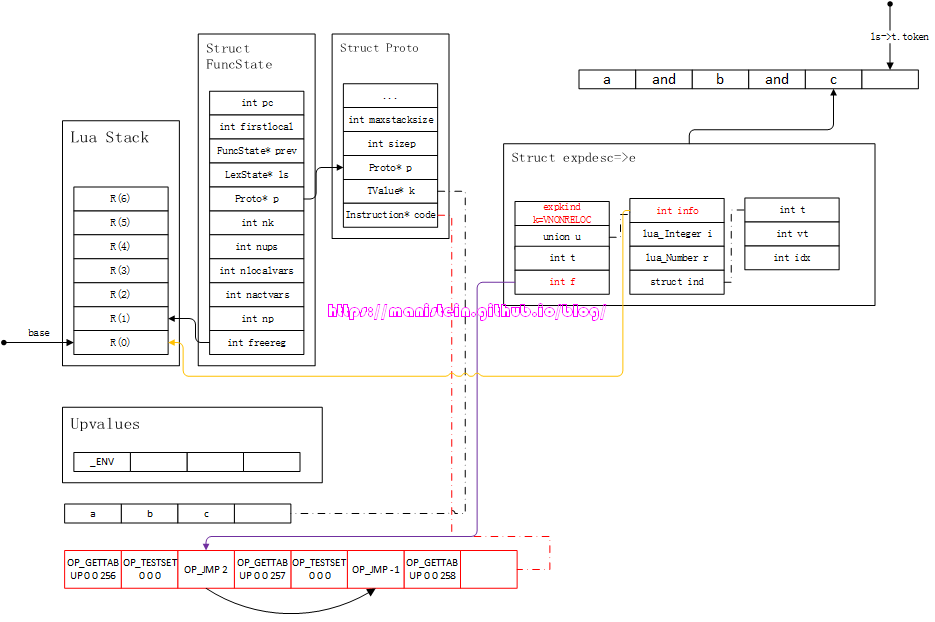 ls->t.token
a and b and c
Struct
FuncState
int pc
int firstlocal
FuncState* prev
LexState* ls
Proto* p
int nk
int nups
int nlocalvars
int nactvars
int np
int freereg
Struct Proto
...
int maxstacksize
int sizep
Proto* p
TValue* k
Instruction* code
Lua Stack
R(6)
R(5)
R(4)
R(3)
R(2)
R(1)
R(0)
base
Struct expdesc=>e
expkind
k=VNONRELOC
union u
int t
int f
int info
lua_Integer i
lua_Number r
struct ind
int t
int vt
int idx
https://manistein.github.io/blog/
Upvalues
_ENV
a b c
OP_GETTAB
UP 0 0 256
OP_TESTSET
0 0 0
OP_JMP 2
OP_GETTAB
UP 0 0 257
OP_TESTSET
0 0 0
OP_JMP -1
OP_GETTAB
UP 0 0 258